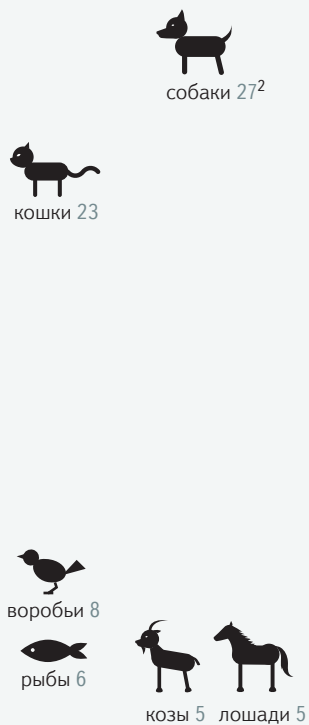 собаки 27²
кошки 23
воробьи 8
рыбы 6
козы 5 лошади 5